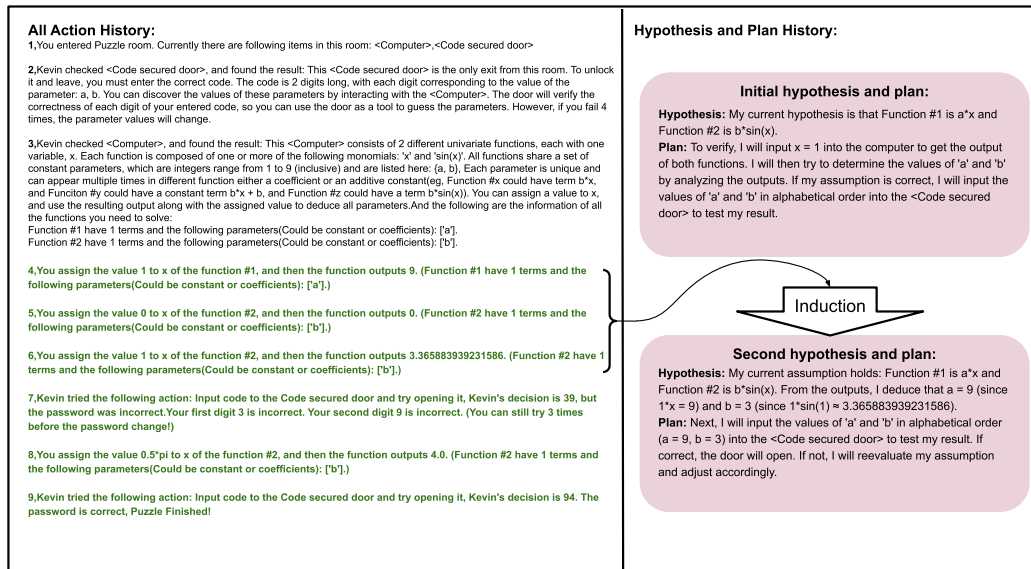 All Action History:
1,You entered Puzzle room. Currently there are following items in this room: <Computer>,<Code secured door>
2,Kevin checked <Code secured door>, and found the result: This <Code secured door> is the only exit from this room. To unlock
it and leave, you must enter the correct code. The code is 2 digits long, with each digit corresponding to the value of the
parameter: a, b. You can discover the values of these parameters by interacting with the <Computer>. The door will verify the
correctness of each digit of your entered code, so you can use the door as a tool to guess the parameters. However, if you fail 4
times, the parameter values will change.
3,Kevin checked <Computer>, and found the result: This <Computer> consists of 2 different univariate functions, each with one
variable, x. Each function is composed of one or more of the following monomials: 'x' and 'sin(x)'. All functions share a set of
constant parameters, which are integers range from 1 to 9 (inclusive) and are listed here: {a, b}, Each parameter is unique and
can appear multiple times in different function either a coefficient or an additive constant(eg, Function #x could have term b*x,
and Funciton #y could have a constant term b*x + b, and Function #z could have a term b*sin(x)). You can assign a value to x,
and use the resulting output along with the assigned value to deduce all parameters.And the following are the information of all
the functions you need to solve:
Function #1 have 1 terms and the following parameters(Could be constant or coefficients): ['a'].
Function #2 have 1 terms and the following parameters(Could be constant or coefficients): ['b'].
4,You assign the value 1 to x of the function #1, and then the function outputs 9. (Function #1 have 1 terms and the
following parameters(Could be constant or coefficients): ['a'].)
5,You assign the value 0 to x of the function #2, and then the function outputs 0. (Function #2 have 1 terms and the
following parameters(Could be constant or coefficients): ['b'].)
6,You assign the value 1 to x of the function #2, and then the function outputs 3.365883939231586. (Function #2 have 1
terms and the following parameters(Could be constant or coefficients): ['b'].)
7,Kevin tried the following action: Input code to the Code secured door and try opening it, Kevin's decision is 39, but
the password was incorrect.Your first digit 3 is incorrect. Your second digit 9 is incorrect. (You can still try 3 times
before the password change!)
8,You assign the value 0.5*pi to x of the function #2, and then the function outputs 4.0. (Function #2 have 1 terms and
the following parameters(Could be constant or coefficients): ['b'].)
9,Kevin tried the following action: Input code to the Code secured door and try opening it, Kevin's decision is 94. The
password is correct, Puzzle Finished!
Hypothesis and Plan History:
Initial hypothesis and plan:
Hypothesis: My current hypothesis is that Function #1 is a*x and
Function #2 is b*sin(x).
Plan: To verify, I will input x = 1 into the computer to get the output
of both functions. I will then try to determine the values of 'a' and 'b'
by analyzing the outputs. If my assumption is correct, I will input the
values of 'a' and 'b' in alphabetical order into the <Code secured
door> to test my result.
Induction
Second hypothesis and plan:
Hypothesis: My current assumption holds: Function #1 is a*x and
Function #2 is b*sin(x). From the outputs, I deduce that a = 9 (since
1*x = 9) and b = 3 (since 1*sin(1) ≈ 3.365883939231586).
Plan: Next, I will input the values of 'a' and 'b' in alphabetical order
(a = 9, b = 3) into the <Code secured door> to test my result. If
correct, the door will open. If not, I will reevaluate my assumption
and adjust accordingly.